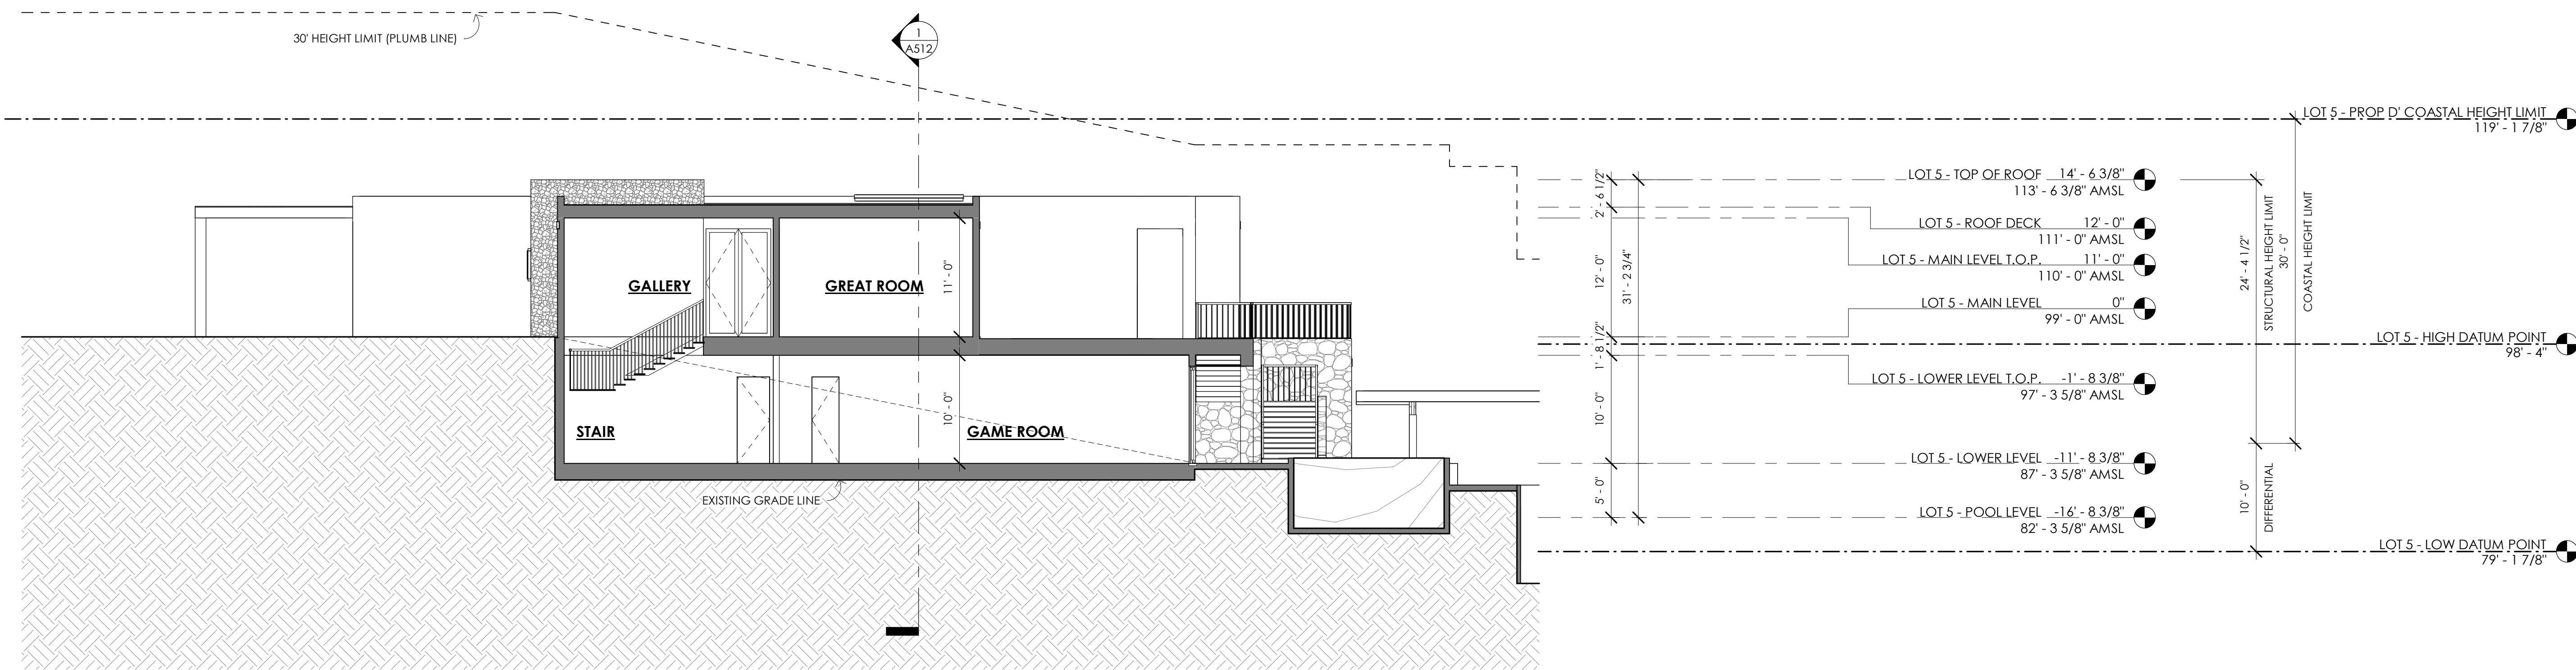 30' HEIGHT LIMIT (PLUMB LINE)
1
A512
LOT 5 - PROP D' COASTAL HEIGHT LIMIT
119' - 1 7/8"
LOT 5 - TOP OF ROOF 14' - 6 3/8"
113' - 6 3/8" AMSL
LOT 5 - ROOF DECK 12' - 0"
111' - 0" AMSL
LOT 5 - MAIN LEVEL T.O.P. 11' - 0"
110' - 0" AMSL
LOT 5 - MAIN LEVEL 0"
99' - 0" AMSL
LOT 5 - HIGH DATUM POINT
98' - 4"
LOT 5 - LOWER LEVEL T.O.P. -1' - 8 3/8"
97' - 3 5/8" AMSL
LOT 5 - LOWER LEVEL -11' - 8 3/8"
87' - 3 5/8" AMSL
LOT 5 - POOL LEVEL -16' - 8 3/8"
82' - 3 5/8" AMSL
LOT 5 - LOW DATUM POINT
79' - 1 7/8"
2' - 6 1/2"
12' - 0"
1' - 8 1/2"
10' - 0"
5' - 0"
31' - 2 3/4"
24' - 4 1/2"
STRUCTURAL HEIGHT LIMIT
30' - 0"
COASTAL HEIGHT LIMIT
10' - 0"
DIFFERENTIAL
GALLERY
GREAT ROOM
11' - 0"
STAIR
10' - 0"
GAME ROOM
EXISTING GRADE LINE